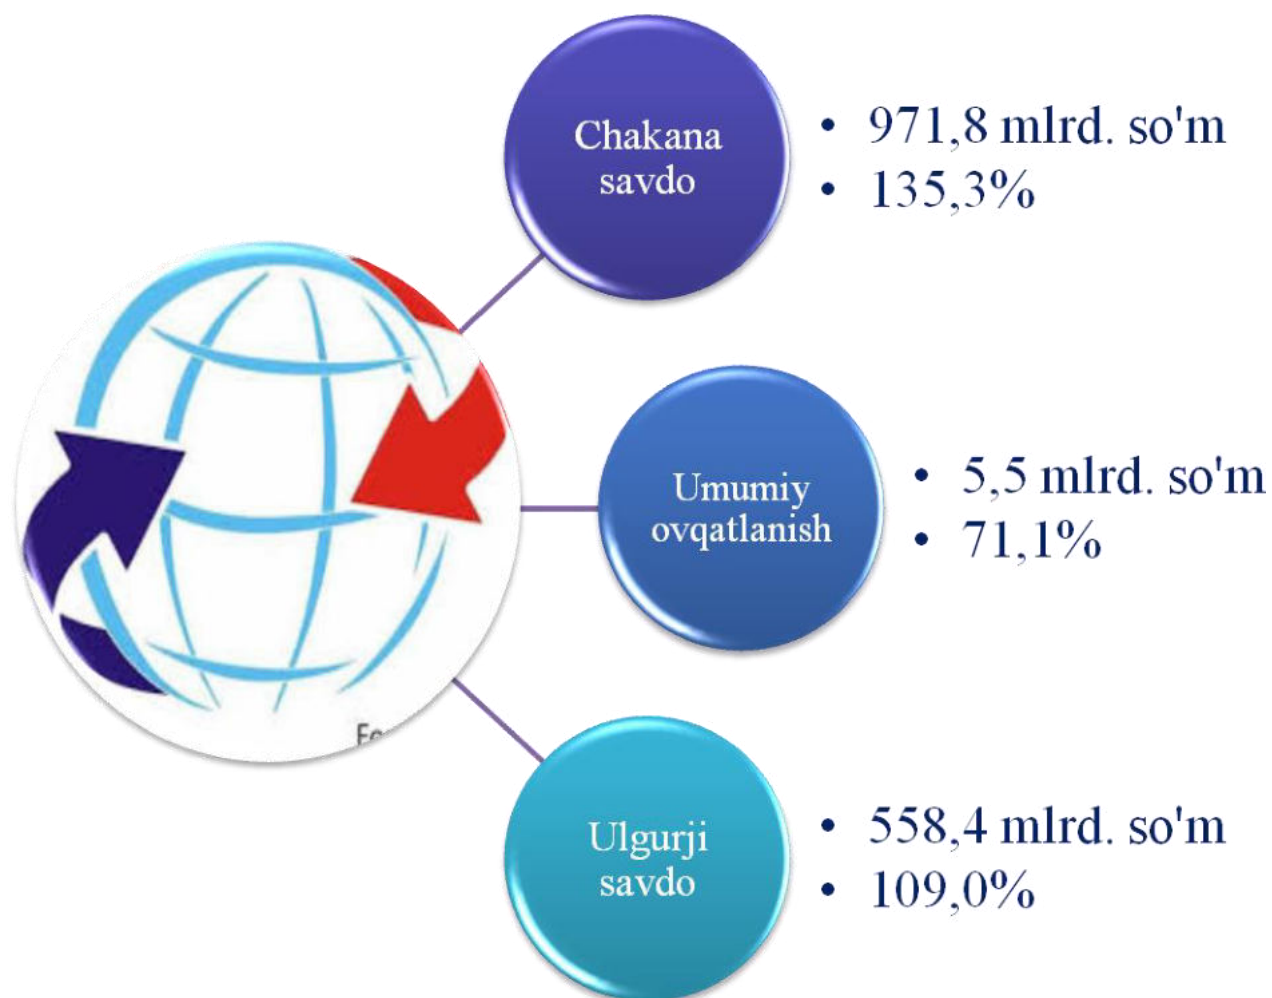 Chakana
savdo
• 971,8 mlrd. so'm
• 135,3%
Umumiy
ovqatlanish
• 5,5 mlrd. so'm
• 71,1%
Ulgurji
savdo
• 558,4 mlrd. so'm
• 109,0%